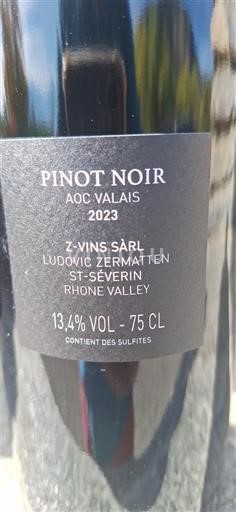 PINOT NOIR
AOC VALAIS
2023
Z-VINS SÀRL
LUDOVIC ZERMATTEN
ST-SÉVERIN
RHONE VALLEY
13,4% VOL - 75 CL
CONTIENT DES SULFITES